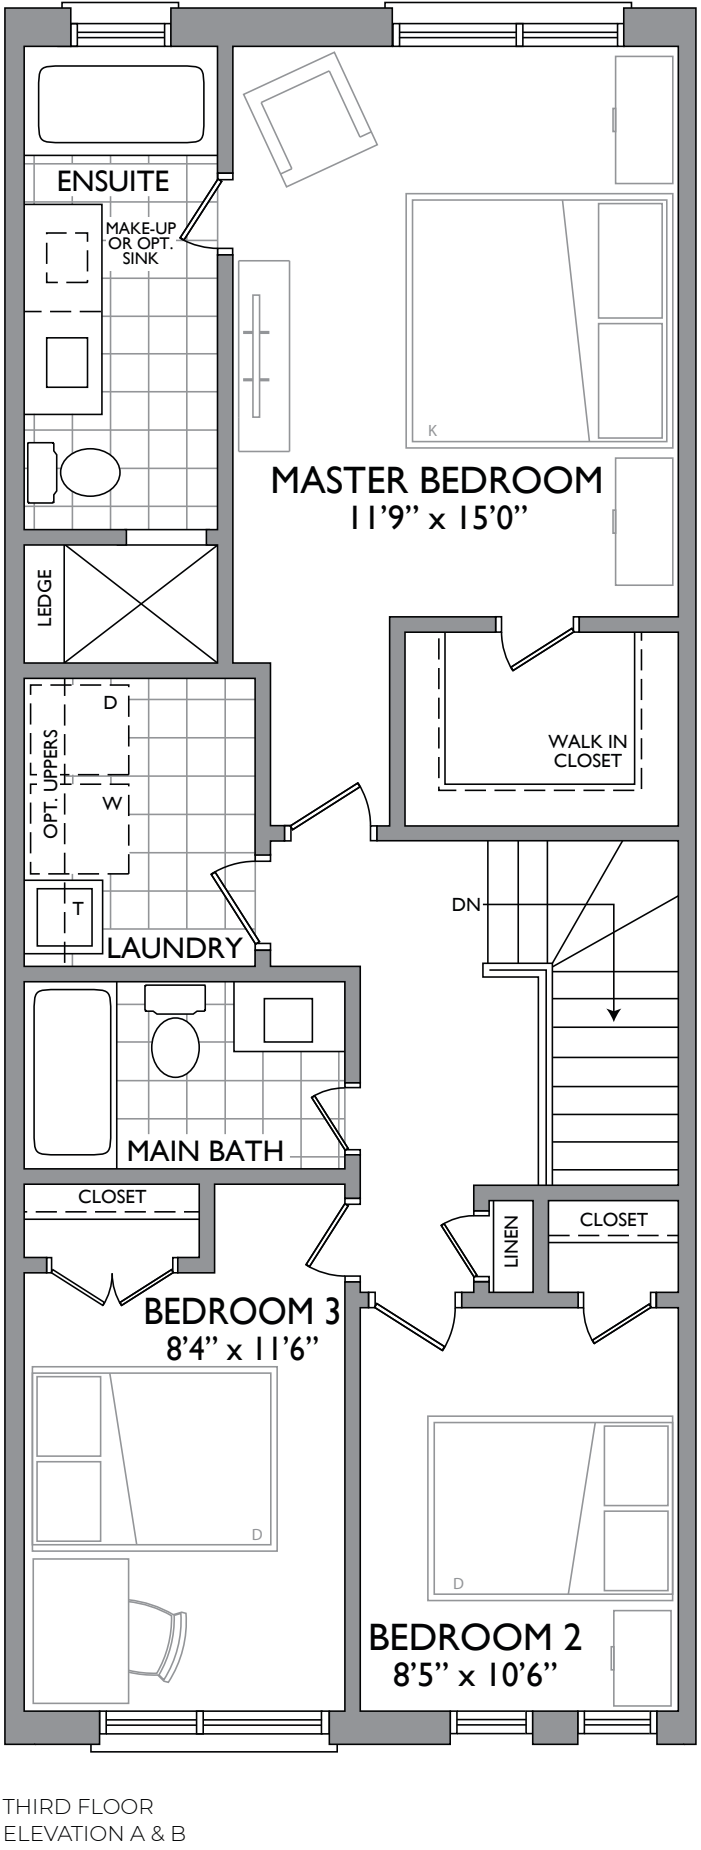 ENSUITE
MAKE-UP
OR OPT.
SINK
K
MASTER BEDROOM
11’9” x 15’0”
LEDGE
WALK IN
CLOSET
D
OPT. UPPERS
W
T
LAUNDRY
DN
MAIN BATH
CLOSET
LINEN
CLOSET
BEDROOM 3
8’4” x 11’6”
D
D
BEDROOM 2
8’5” x 10’6”
THIRD FLOOR
ELEVATION A & B